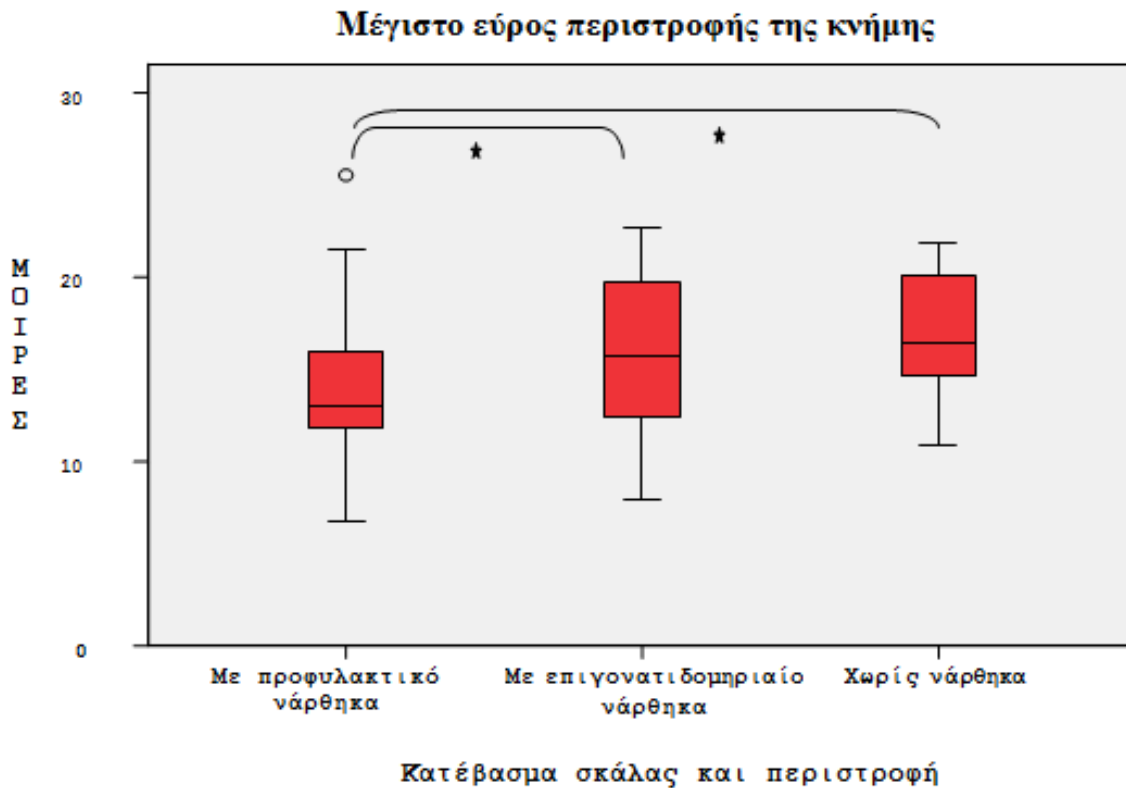 Μέγιστο εύρος περιστροφής της κνήμης
30
20
10
0
ΜΟΙΡΕΣ
Με προφυλακτικό
νάρθηκα
Με επιγονατιδομηριαίο
νάρθηκα
Χωρίς νάρθηκα
Κατέβασμα σκάλας και περιστροφή